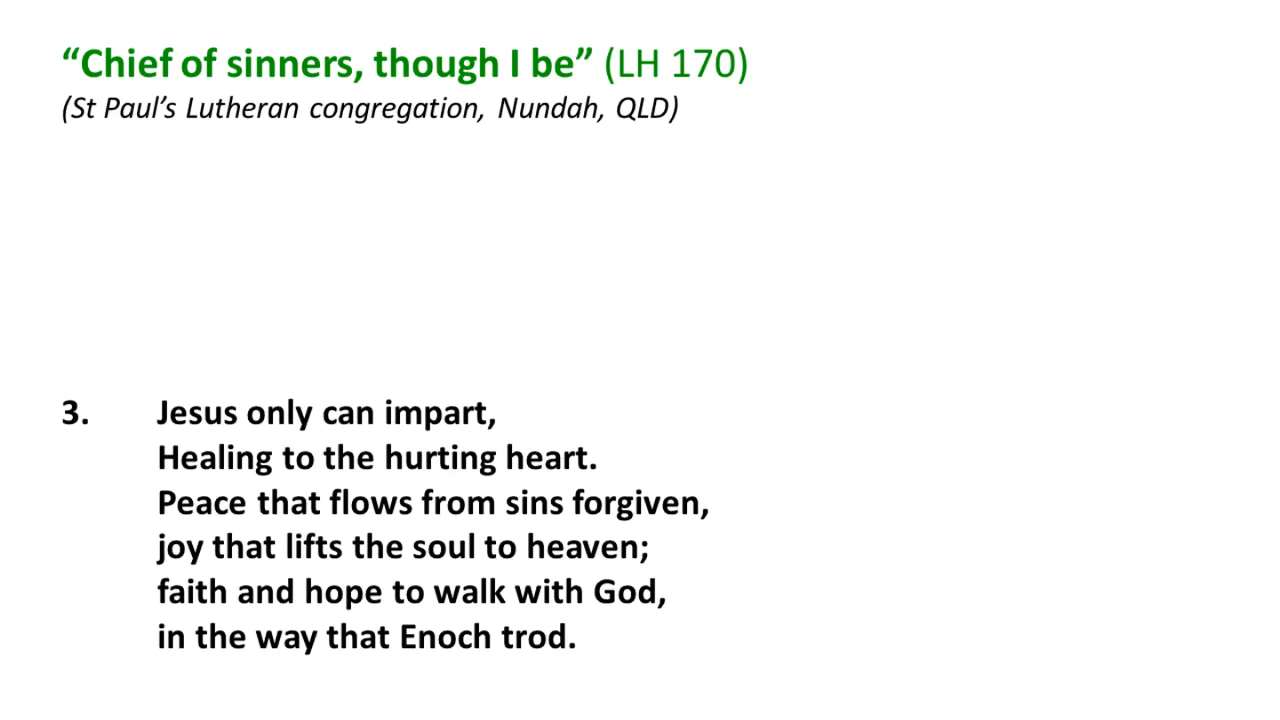 “Chief of sinners, though I be” (LH 170)
(St Paul’s Lutheran congregation, Nundah, QLD)
3. Jesus only can impart,
Healing to the hurting heart.
Peace that flows from sins forgiven,
joy that lifts the soul to heaven;
faith and hope to walk with God,
in the way that Enoch trod.